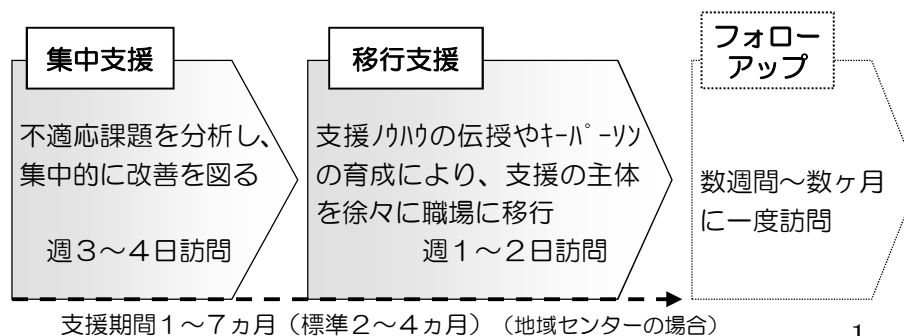 集中支援
不適応課題を分析し、
集中的に改善を図る
週3～4日訪問
移行支援
支援ﾉｳﾊｳの伝授やｷｰﾊﾟｰｿﾝ
の育成により、支援の主体
を徐々に職場に移行
週１～２日訪問
フォロー
アップ
数週間～数ヶ月
に一度訪問
支援期間１～７ヵ月（標準２～４ヵ月）（地域センターの場合）
1